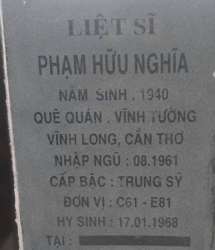 LIỆT SĨ
PHẠM HỮU NGHĨA
NĂM SINH . 1940
QUÊ QUÁN . VĨNH TƯỜNG
VĨNH LONG, CẦN THƠ
NHẬP NGŨ : 08.1961
CẤP BẬC : TRUNG SỸ
ĐƠN VỊ : C61 - E81
HY SINH : 17.01.1968
TẠI :